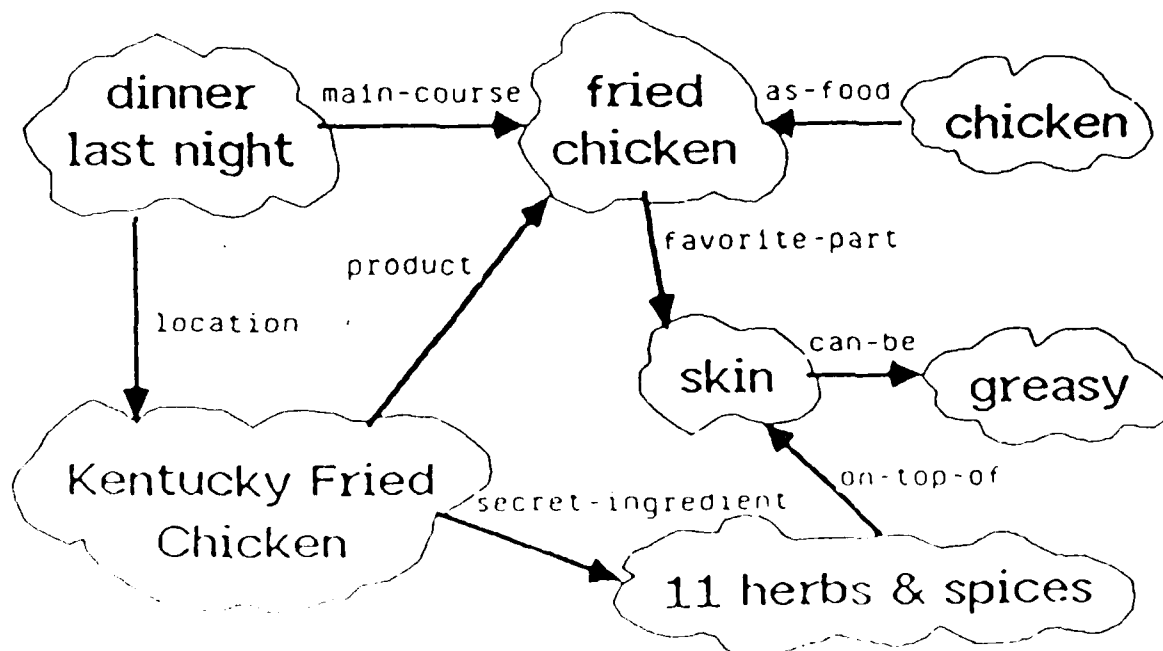 dinner
last night
main-course
fried
chicken
as-food
chicken
location
product
favorite-part
skin
can-be
greasy
Kentucky Fried
Chicken
secret-ingredient
on-top-of
11 herbs & spices